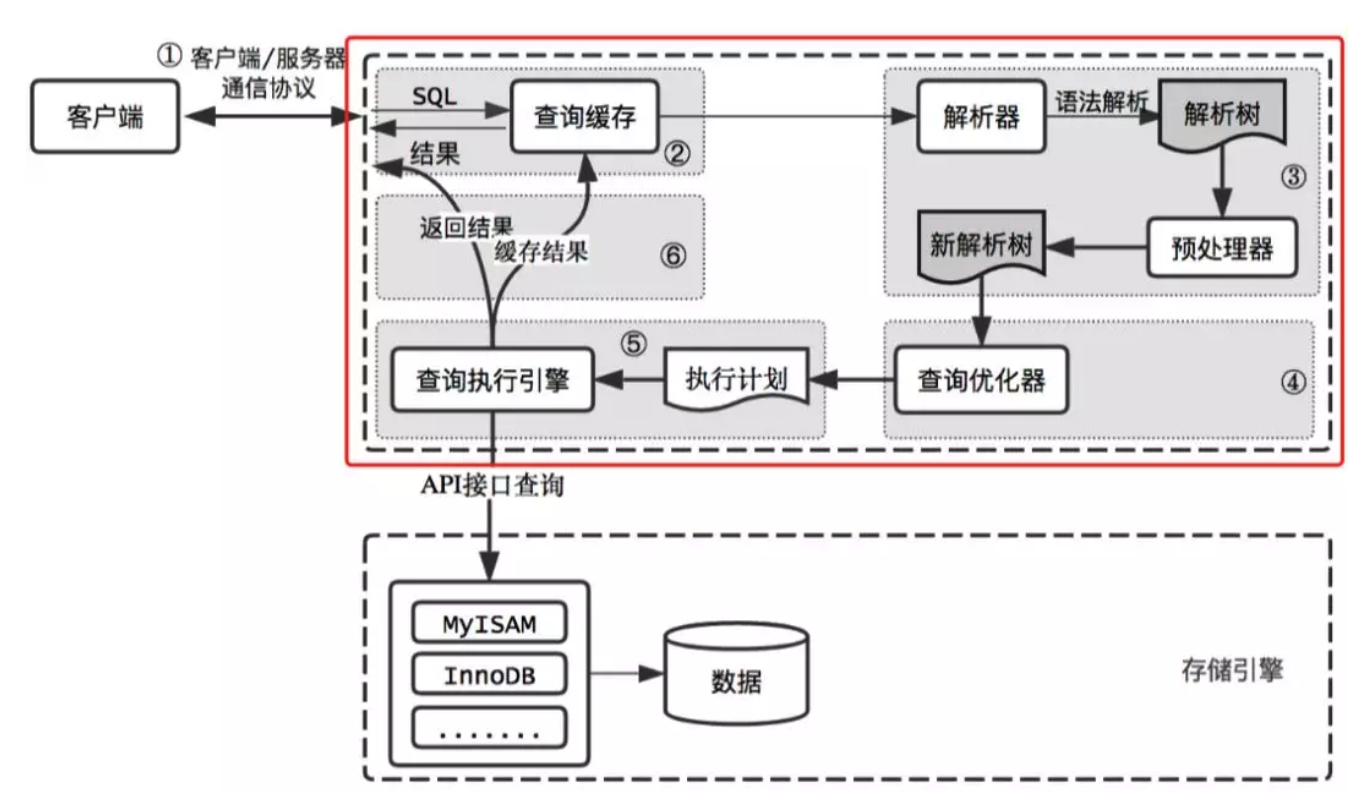 ① 客户端/服务器
通信协议
客户端
SQL
查询缓存
结果
②
解析器
语法解析
解析树
③
返回结果
缓存结果
⑥
新解析树
预处理器
⑤
查询执行引擎
执行计划
查询优化器
④
API接口查询
MyISAM
InnoDB
.......
数据
存储引擎